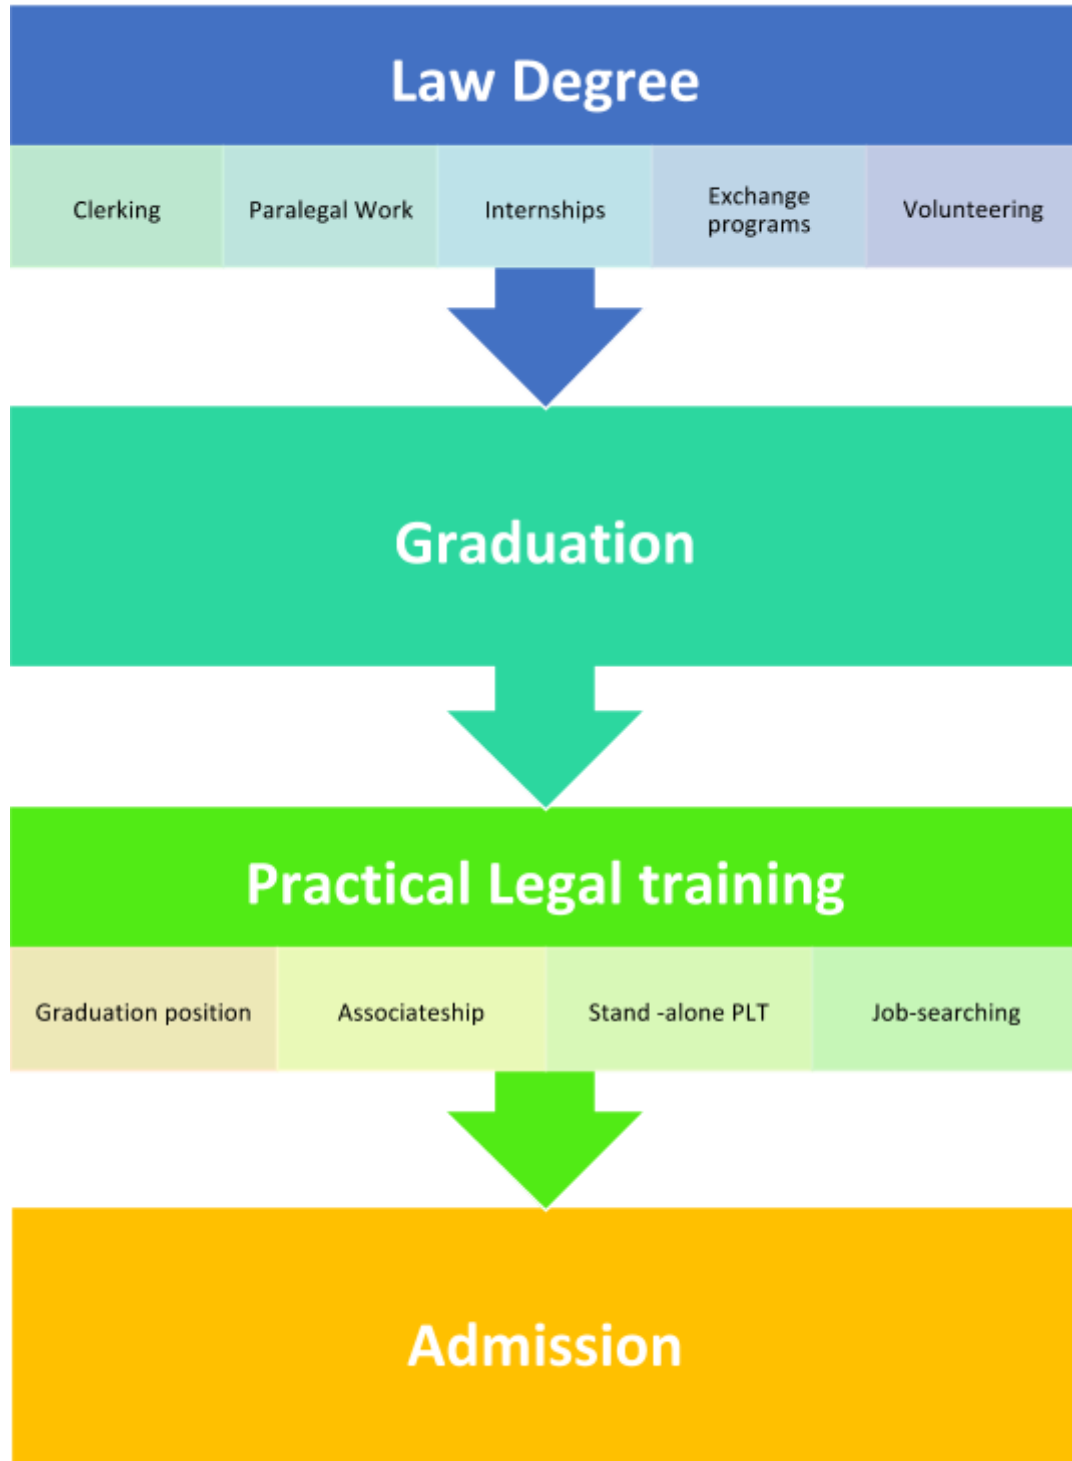 Law Degree
Clerking
Paralegal Work
Internships
Exchange
programs
Volunteering
Graduation
Practical Legal training
Graduation position
Associateship
Stand -alone PLT
Job-searching
Admission